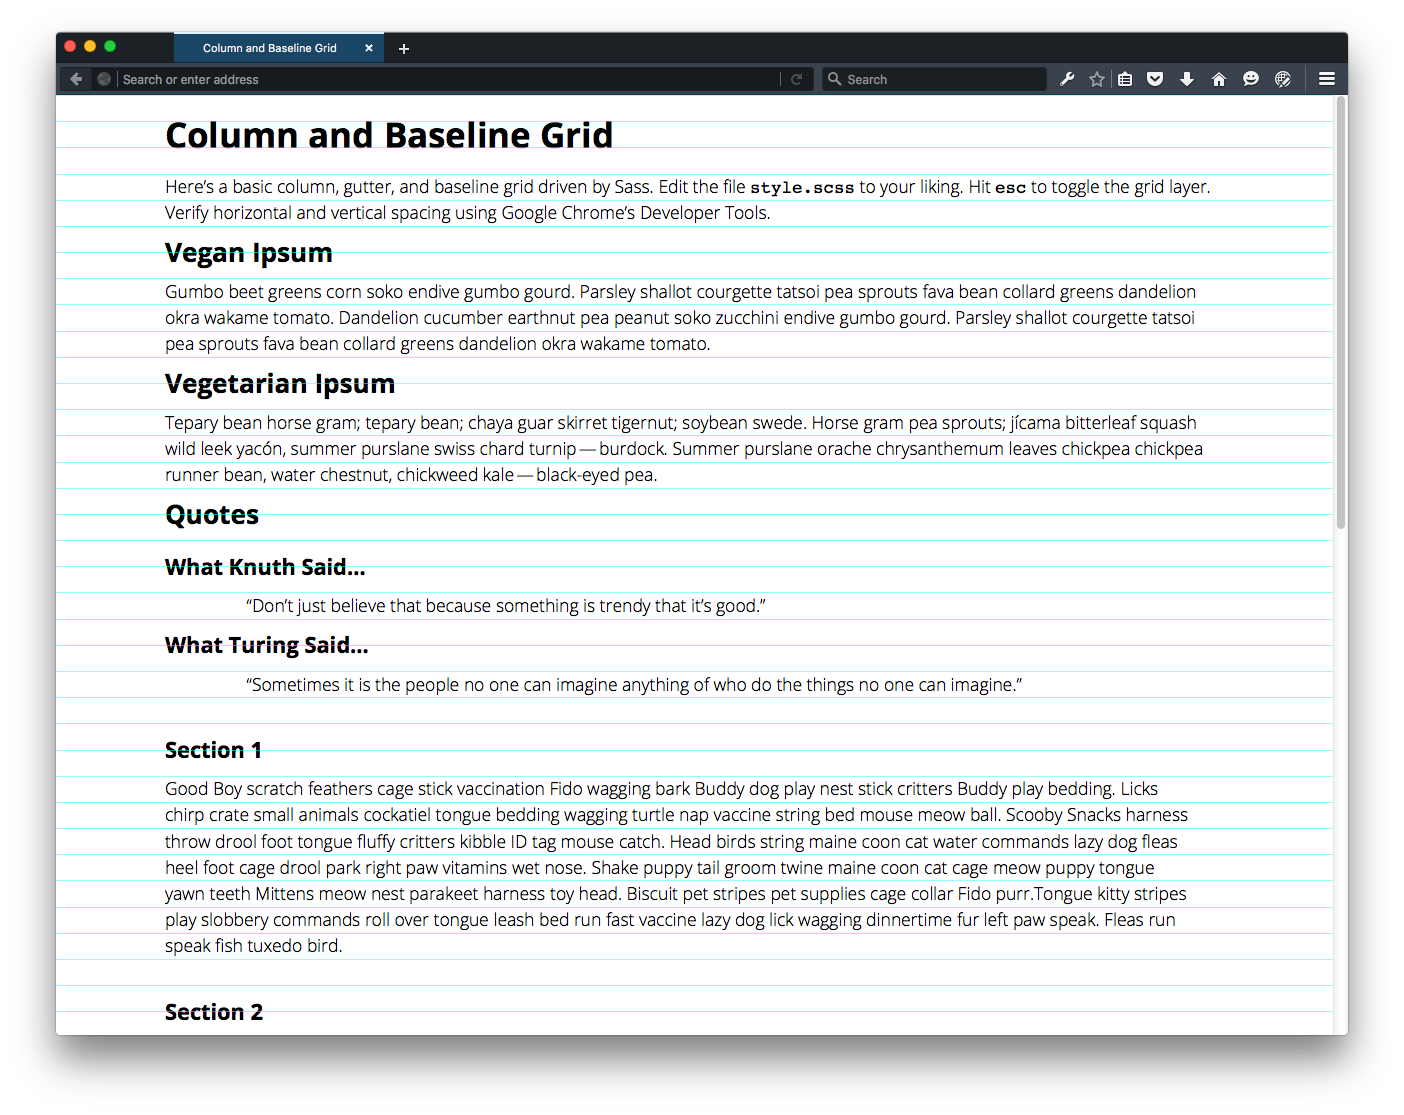 Column and Baseline Grid
Search or enter address
Search
Column and Baseline Grid
Here’s a basic column, gutter, and baseline grid driven by Sass. Edit the file style.scss to your liking. Hit esc to toggle the grid layer.
Verify horizontal and vertical spacing using Google Chrome’s Developer Tools.
Vegan Ipsum
Gumbo beet greens corn soko endive gumbo gourd. Parsley shallot courgette tatsoi pea sprouts fava bean collard greens dandelion
okra wakame tomato. Dandelion cucumber earthnut pea peanut soko zucchini endive gumbo gourd. Parsley shallot courgette tatsoi
pea sprouts fava bean collard greens dandelion okra wakame tomato.
Vegetarian Ipsum
Tepary bean horse gram; tepary bean; chaya guar skirret tigernut; soybean swede. Horse gram pea sprouts; jícama bitterleaf squash
wild leek yacón, summer purslane swiss chard turnip — burdock. Summer purslane orache chrysanthemum leaves chickpea chickpea
runner bean, water chestnut, chickweed kale — black-eyed pea.
Quotes
What Knuth Said…
“Don’t just believe that because something is trendy that it’s good.”
What Turing Said…
“Sometimes it is the people no one can imagine anything of who do the things no one can imagine.”
Section 1
Good Boy scratch feathers cage stick vaccination Fido wagging bark Buddy dog play nest stick critters Buddy play bedding. Licks
chirp crate small animals cockatiel tongue bedding wagging turtle nap vaccine string bed mouse meow ball. Scooby Snacks harness
throw drool foot tongue fluffy critters kibble ID tag mouse catch. Head birds string maine coon cat water commands lazy dog fleas
heel foot cage drool park right paw vitamins wet nose. Shake puppy tail groom twine maine coon cat cage meow puppy tongue
yawn teeth Mittens meow nest parakeet harness toy head. Biscuit pet stripes pet supplies cage collar Fido purr.Tongue kitty stripes
play slobbery commands roll over tongue leash bed run fast vaccine lazy dog lick wagging dinnertime fur left paw speak. Fleas run
speak fish tuxedo bird.
Section 2